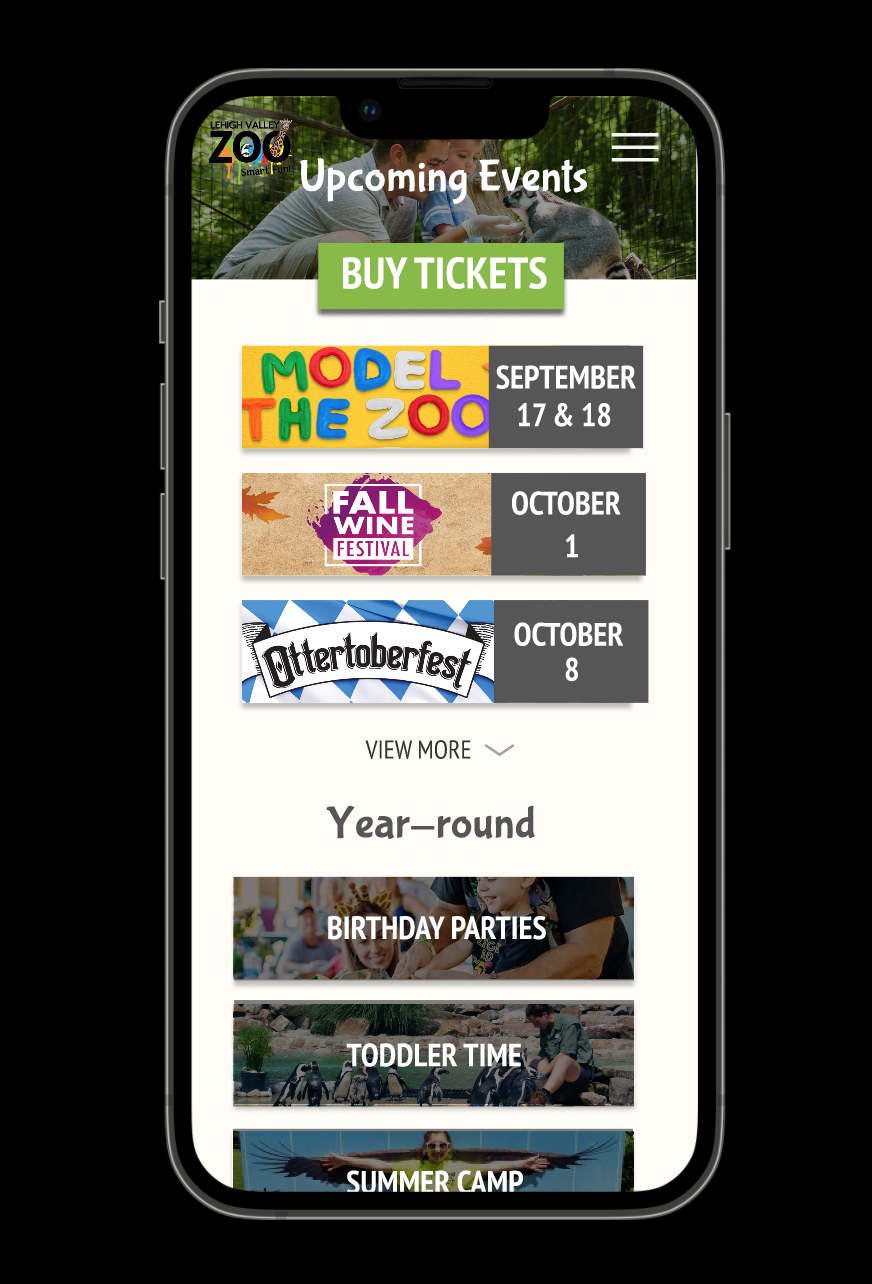 LEHIGH VALLEY
ZOO
Smart Fun!
Upcoming Events
BUY TICKETS
MODEL
THE ZOO
SEPTEMBER
17 & 18
FALL
WINE
FESTIVAL
OCTOBER
1
Ottertoberfest
OCTOBER
8
VIEW MORE
Year-round
BIRTHDAY PARTIES
TODDLER TIME
SUMMER CAMP